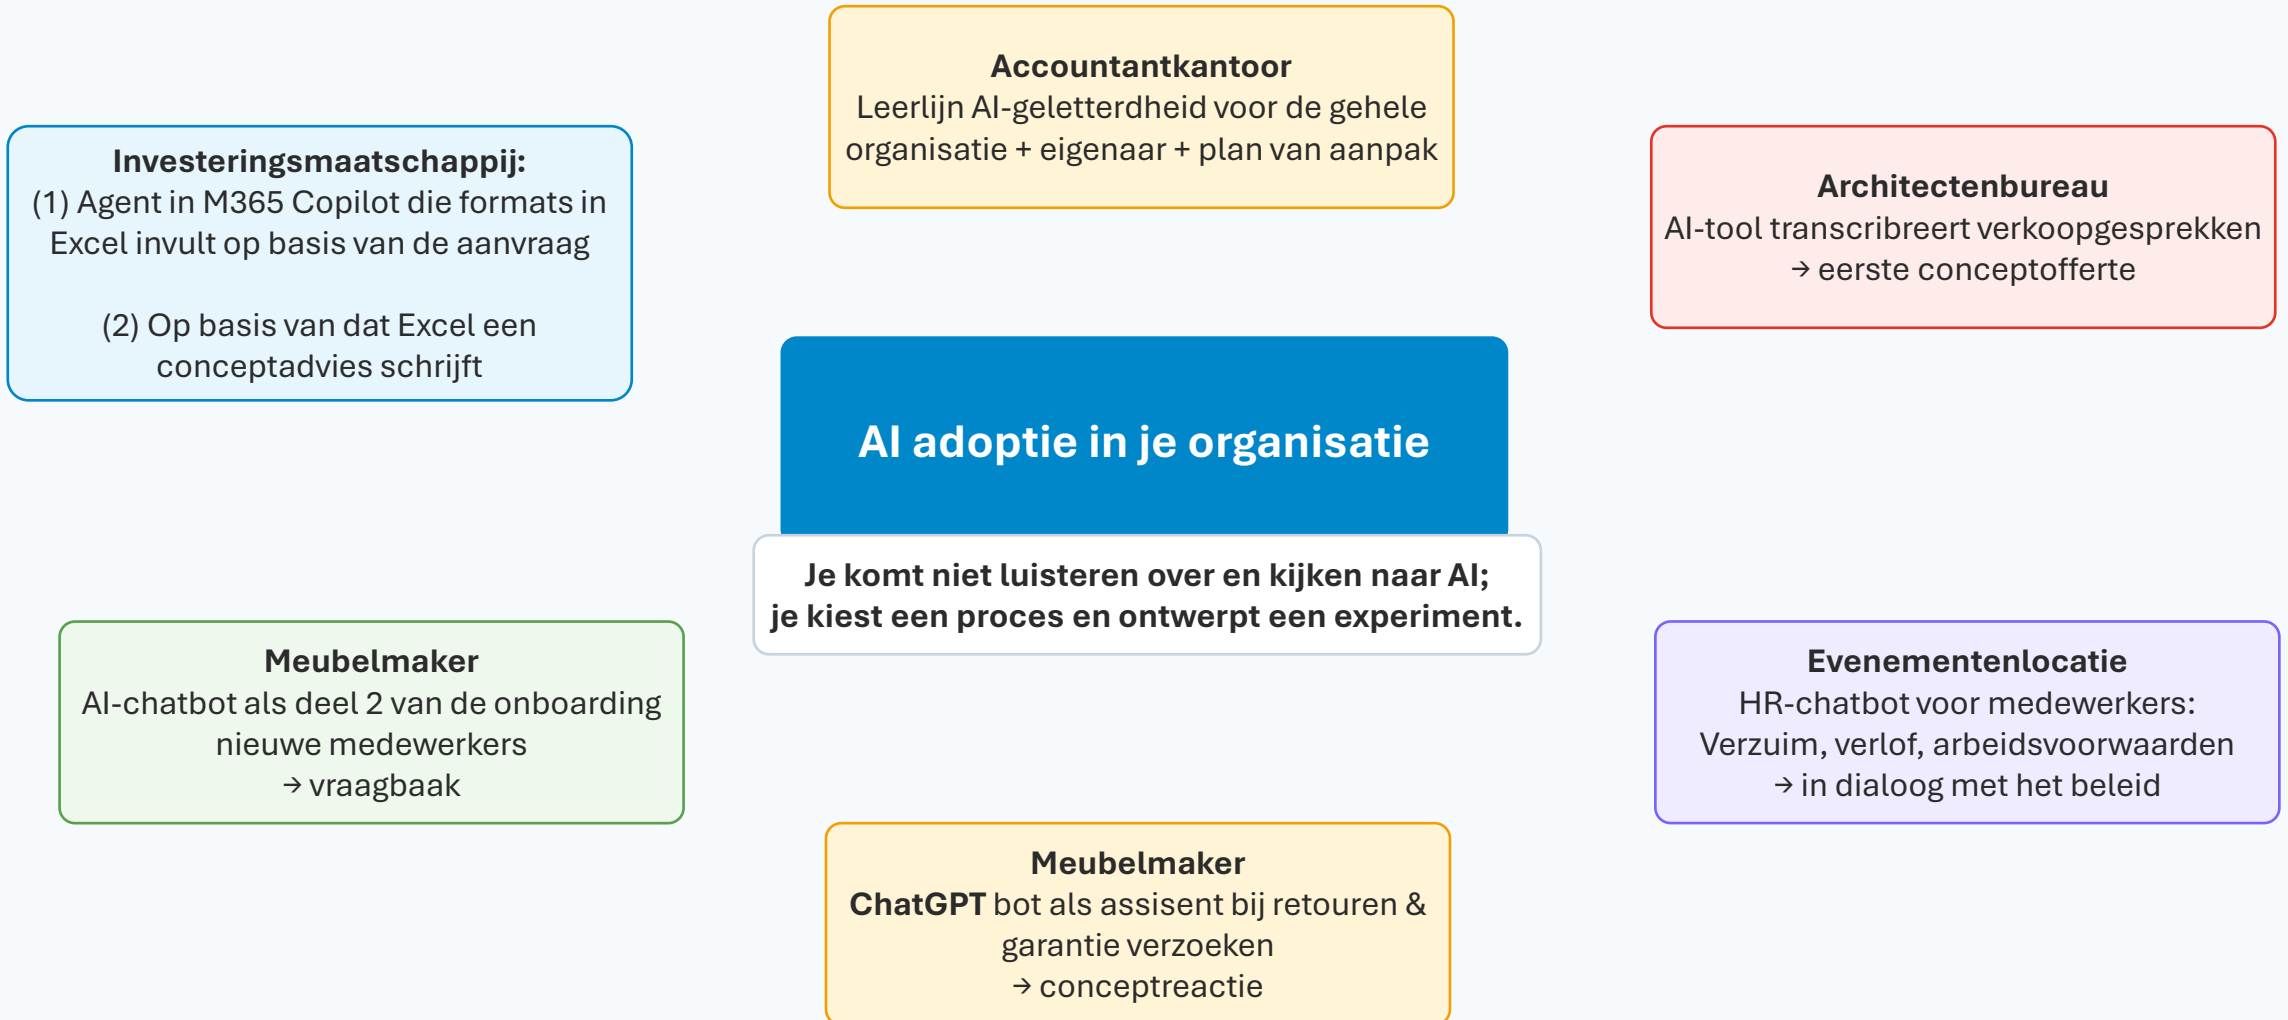 Accountantkantoor
Leerlijn AI-geletterdheid voor de gehele
organisatie + eigenaar + plan van aanpak
Investeringsmaatschappij:
(1) Agent in M365 Copilot die formats in
Excel invult op basis van de aanvraag
(2) Op basis van dat Excel een
conceptadvies schrijft
Architectenbureau
AI-tool transcribreert verkoopgesprekken
→ eerste conceptofferte
AI adoptie in je organisatie
Je komt niet luisteren over en kijken naar AI;
je kiest een proces en ontwerpt een experiment.
Meubelmaker
AI-chatbot als deel 2 van de onboarding
nieuwe medewerkers
→ vraagbaak
Evenementenlocatie
HR-chatbot voor medewerkers:
Verzuim, verlof, arbeidsvoorwaarden
→ in dialoog met het beleid
Meubelmaker
ChatGPT bot als assisent bij retouren &
garantie verzoeken
→ conceptreactie